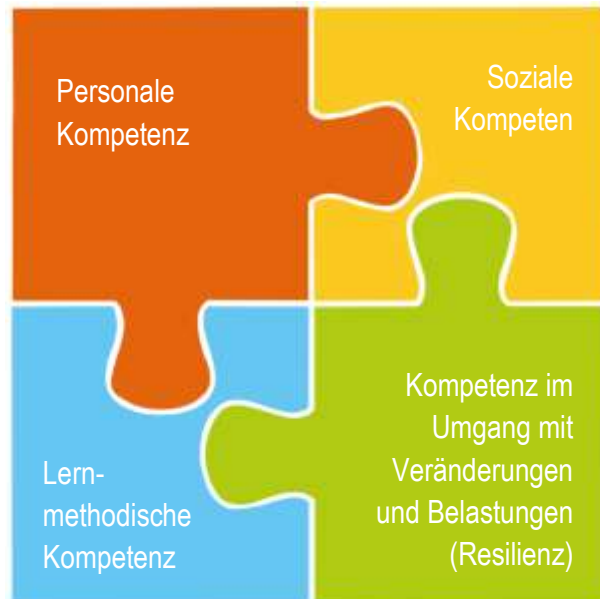 Personale
Kompetenz
Soziale
Kompeten
Lern-
methodische
Kompetenz
Kompetenz im
Umgang mit
Veränderungen
und Belastungen
(Resilienz)